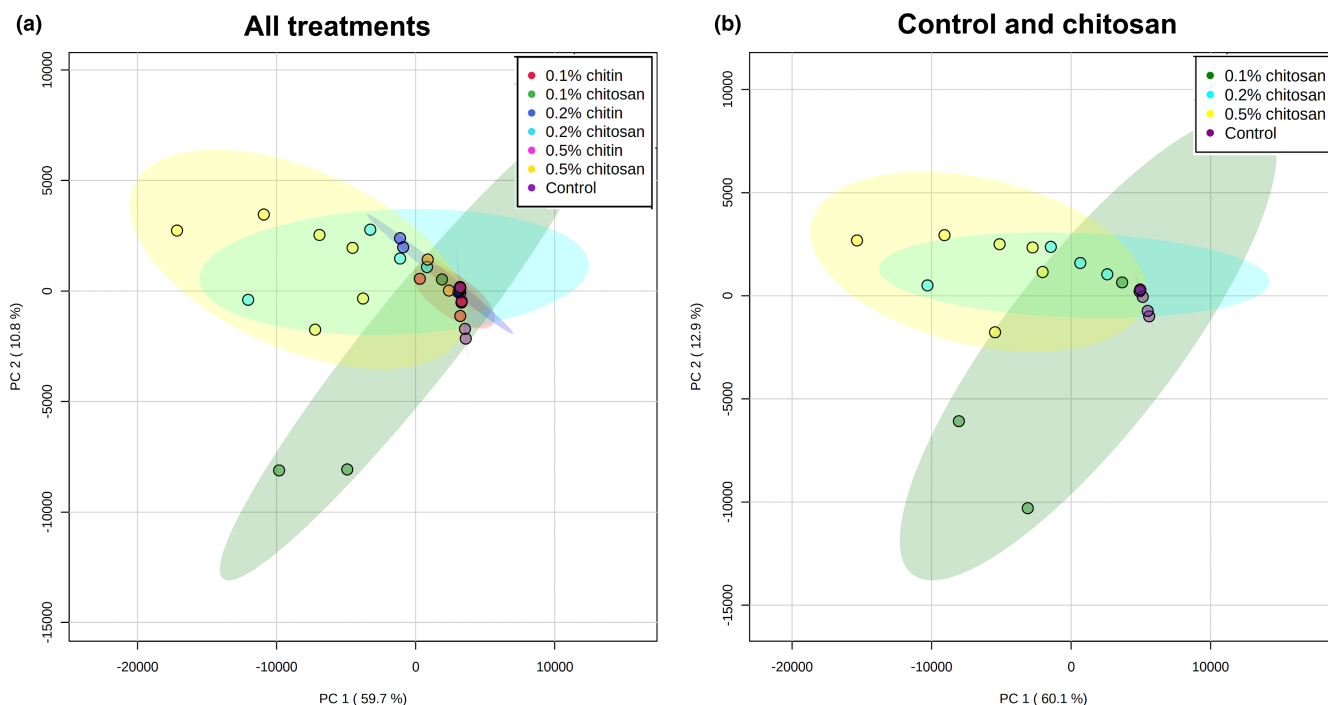 (a)
All treatments
10000
5000
0
-5000
-10000
-15000
PC 2 ( 10.8 %)
0.1% chitin
0.1% chitosan
0.2% chitin
0.2% chitosan
0.5% chitin
0.5% chitosan
Control
-20000
-10000
0
10000
PC 1 ( 59.7 %)
(b)
Control and chitosan
10000
5000
0
-5000
-10000
-15000
PC 2 ( 12.9 %)
0.1% chitosan
0.2% chitosan
0.5% chitosan
Control
-20000
-10000
0
10000
PC 1 ( 60.1 %)